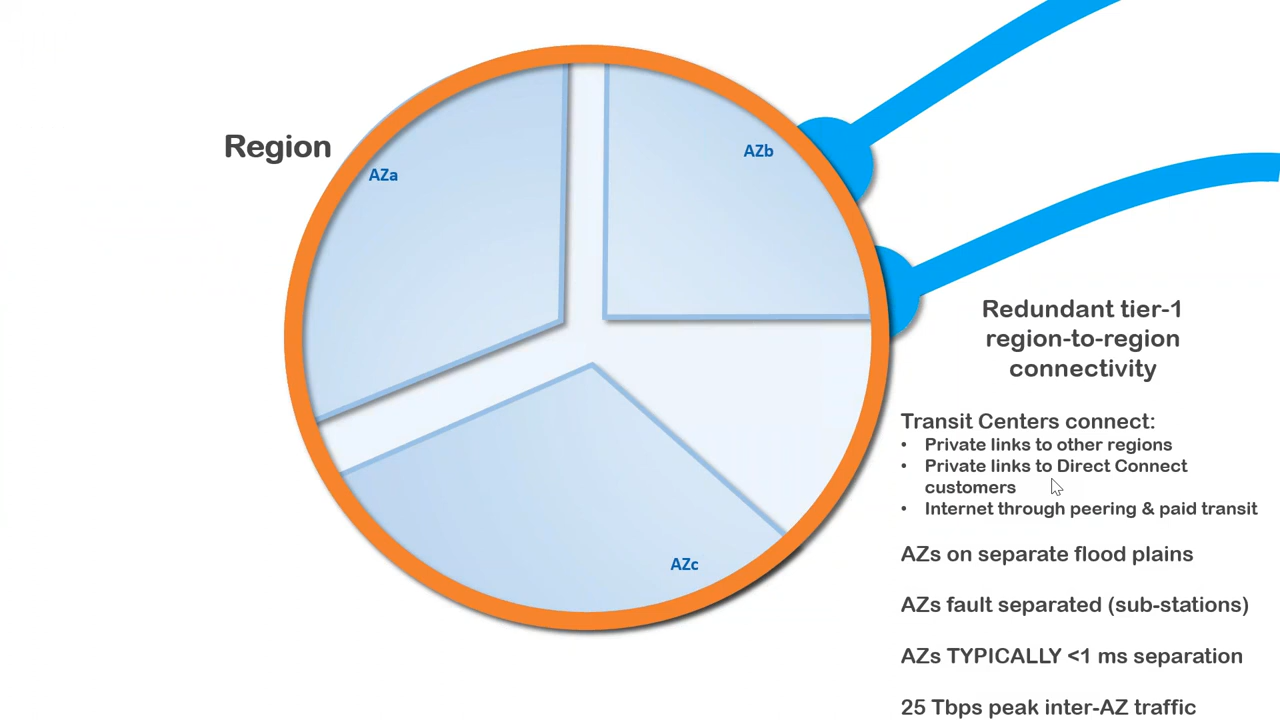 Region
AZa
AZb
AZc
Redundant tier-1
region-to-region
connectivity
Transit Centers connect:
• Private links to other regions
• Private links to Direct Connect
customers
• Internet through peering & paid transit
AZs on separate flood plains
AZs fault separated (sub-stations)
AZs TYPICALLY <1 ms separation
25 Tbps peak inter-AZ traffic